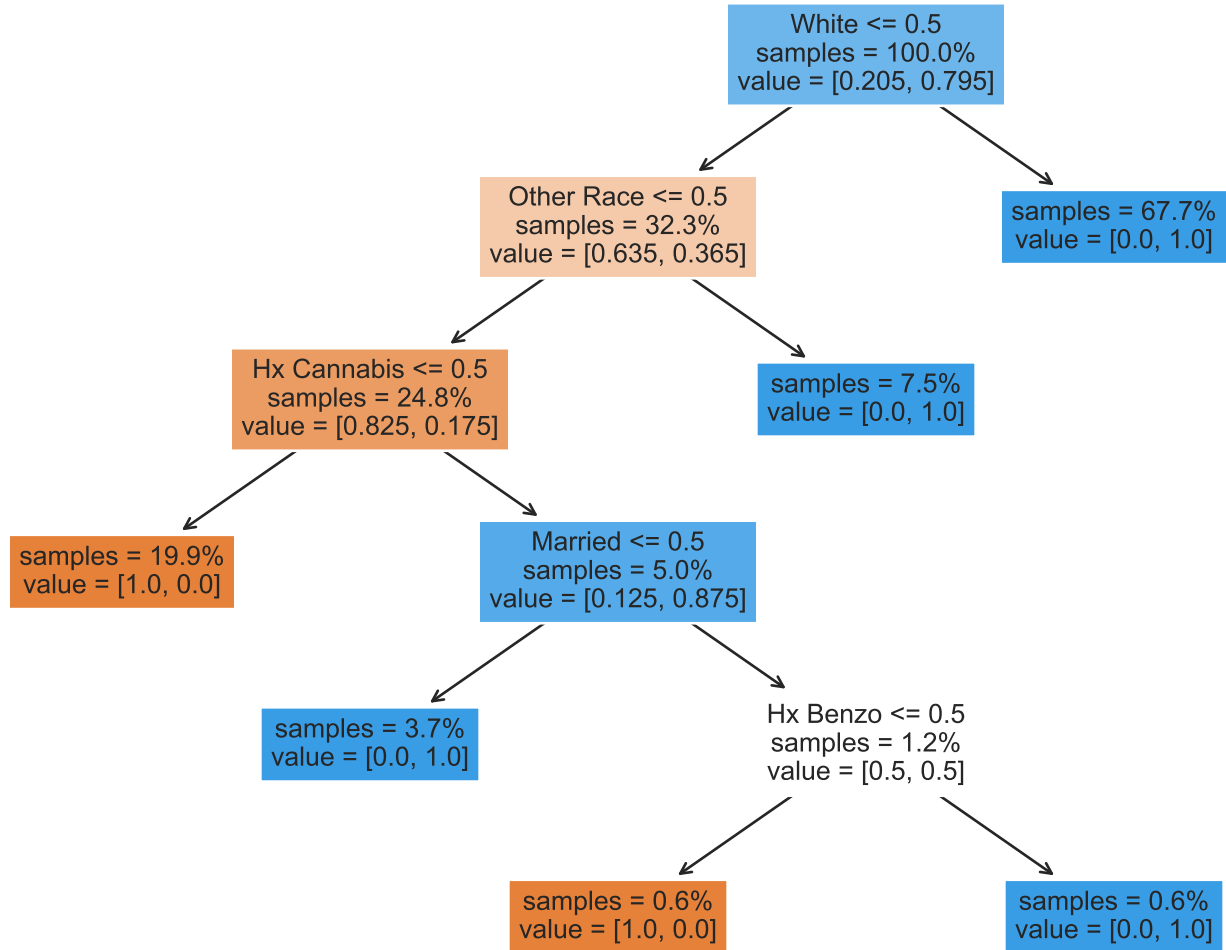 White <= 0.5
samples = 100.0%
value = [0.205, 0.795]
Other Race <= 0.5
samples = 32.3%
value = [0.635, 0.365]
samples = 67.7%
value = [0.0, 1.0]
Hx Cannabis <= 0.5
samples = 24.8%
value = [0.825, 0.175]
samples = 7.5%
value = [0.0, 1.0]
samples = 19.9%
value = [1.0, 0.0]
Married <= 0.5
samples = 5.0%
value = [0.125, 0.875]
samples = 3.7%
value = [0.0, 1.0]
Hx Benzo <= 0.5
samples = 1.2%
value = [0.5, 0.5]
samples = 0.6%
value = [1.0, 0.0]
samples = 0.6%
value = [0.0, 1.0]